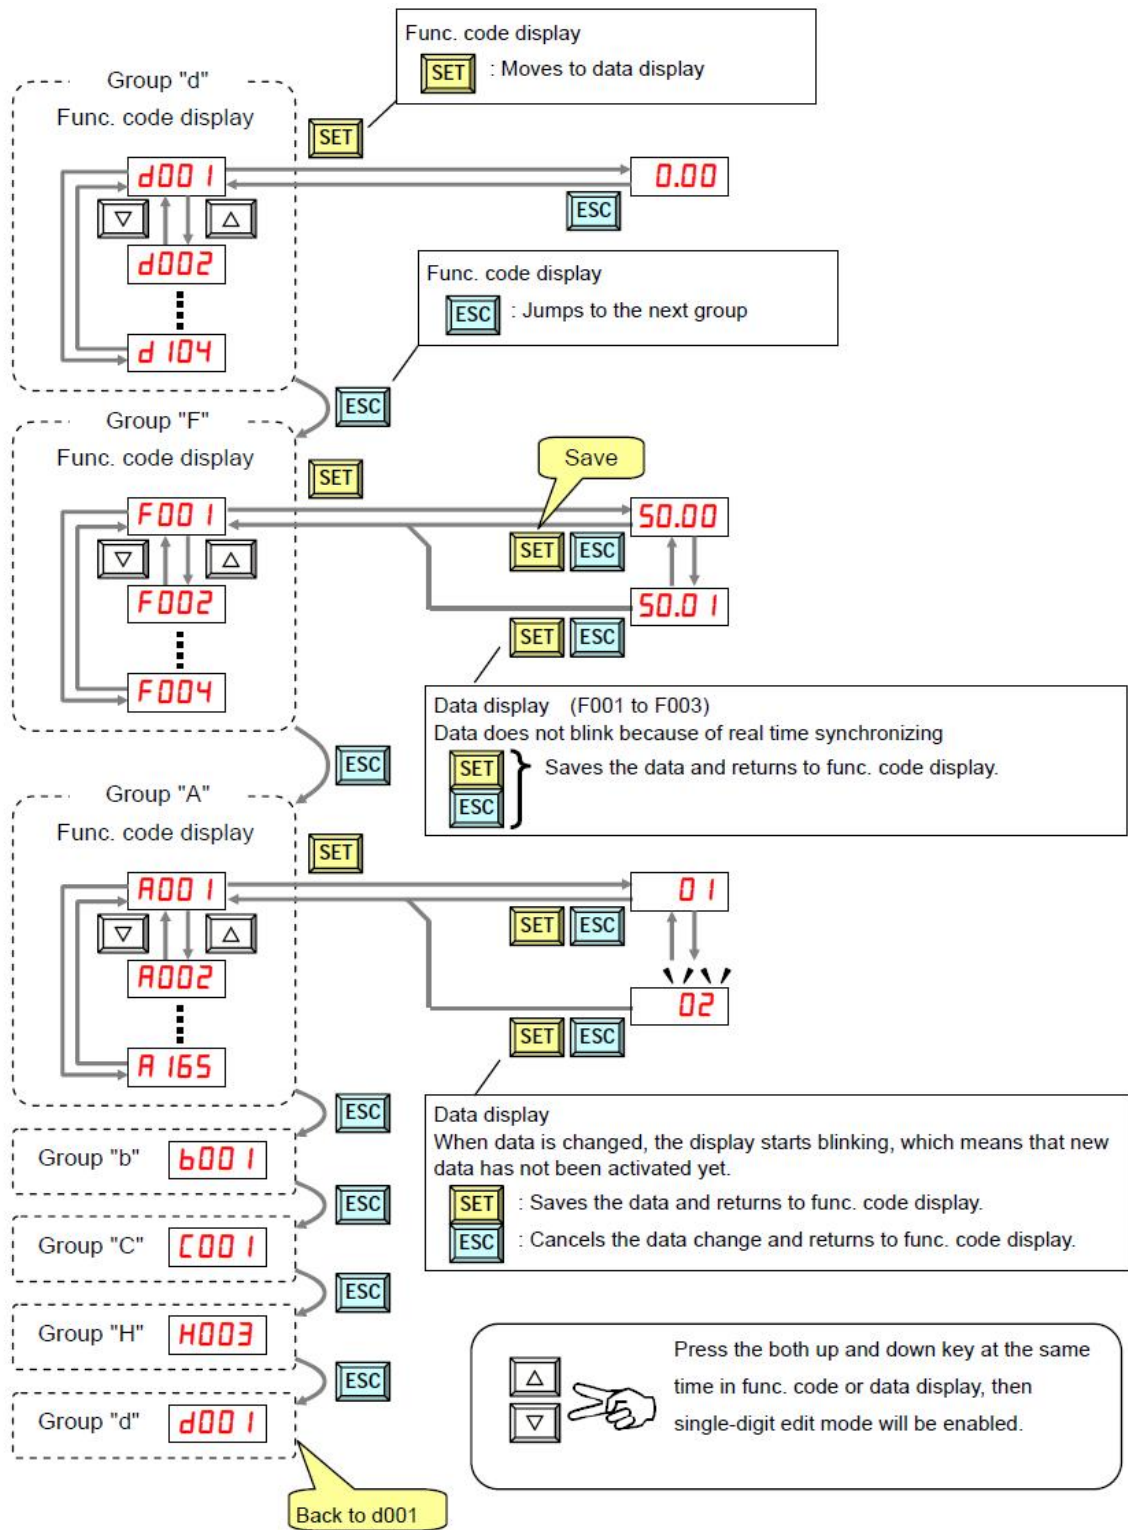 Func. code display
SET : Moves to data display
Group "d"
Func. code display
SET
d001
0.00
ESC
d002
d104
Func. code display
ESC : Jumps to the next group
ESC
Group "F"
Func. code display
SET
Save
F001
50.00
SET ESC
F002
50.01
SET ESC
F004
Data display (F001 to F003)
Data does not blink because of real time synchronizing
SET
ESC
Saves the data and returns to func. code display.
ESC
Group "A"
Func. code display
SET
A001
01
SET ESC
A002
02
SET ESC
A165
ESC
Data display
When data is changed, the display starts blinking, which means that new
data has not been activated yet.
SET : Saves the data and returns to func. code display.
ESC : Cancels the data change and returns to func. code display.
Group "b" b001
ESC
Group "C" C001
ESC
Group "H" H003
ESC
Group "d" d001
Back to d001
Press the both up and down key at the same
time in func. code or data display, then
single-digit edit mode will be enabled.